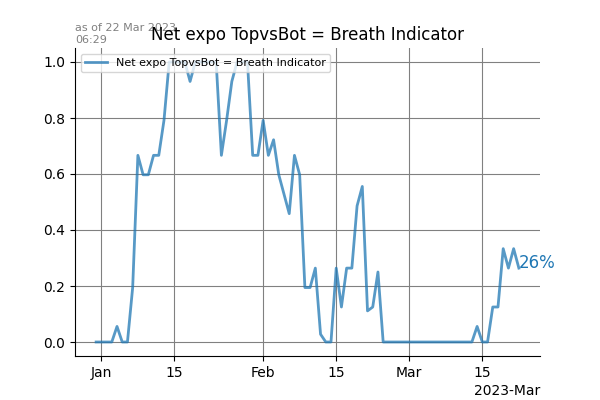 as of 22 Mar 2023
06:29
Net expo TopvsBot = Breath Indicator
Net expo TopvsBot = Breath Indicator
1.0
0.8
0.6
0.4
0.2
0.0
26%
Jan 15 Feb 15 Mar 15
2023-Mar